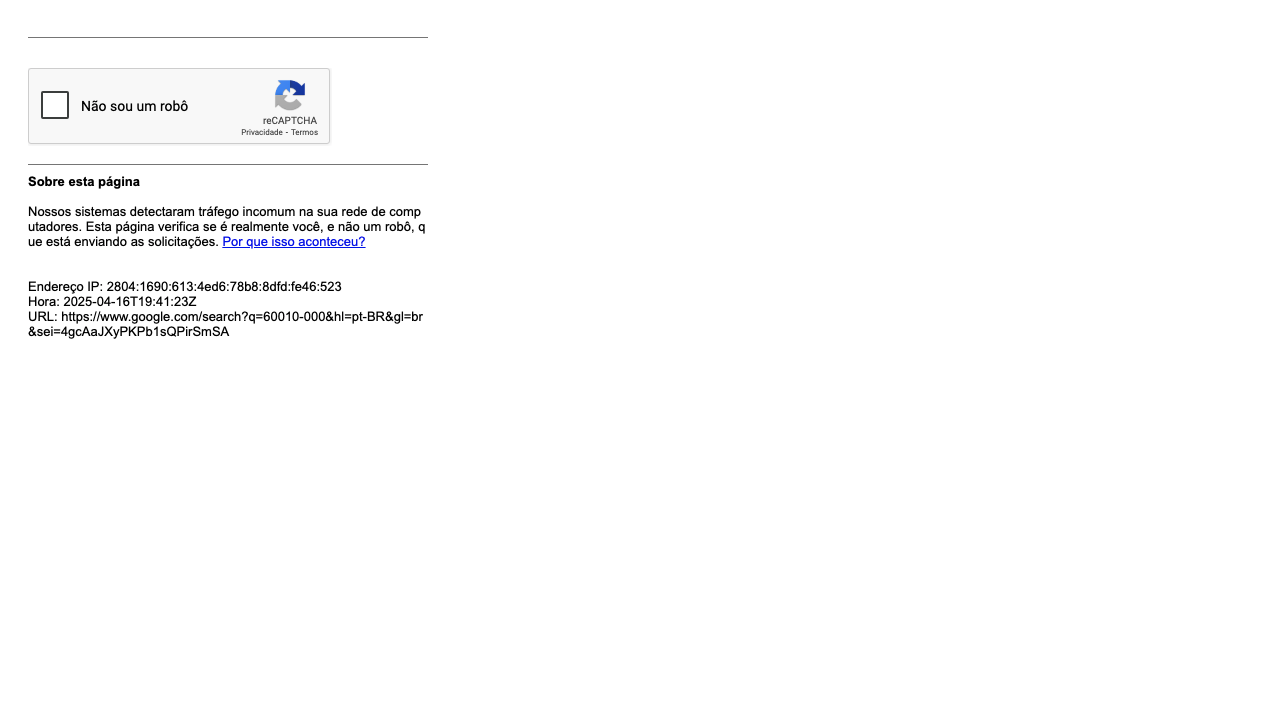 Não sou um robô
reCAPTCHA
Privacidade - Termos
Sobre esta página
Nossos sistemas detectaram tráfego incomum na sua rede de comp
utadores. Esta página verifica se é realmente você, e não um robô, q
ue está enviando as solicitações. Por que isso aconteceu?
Endereço IP: 2804:1690:613:4ed6:78b8:8dfd:fe46:523
Hora: 2025-04-16T19:41:23Z
URL: https://www.google.com/search?q=60010-000&hl=pt-BR&gl=br
&sei=4gcAaJXyPKPb1sQPirSmSA